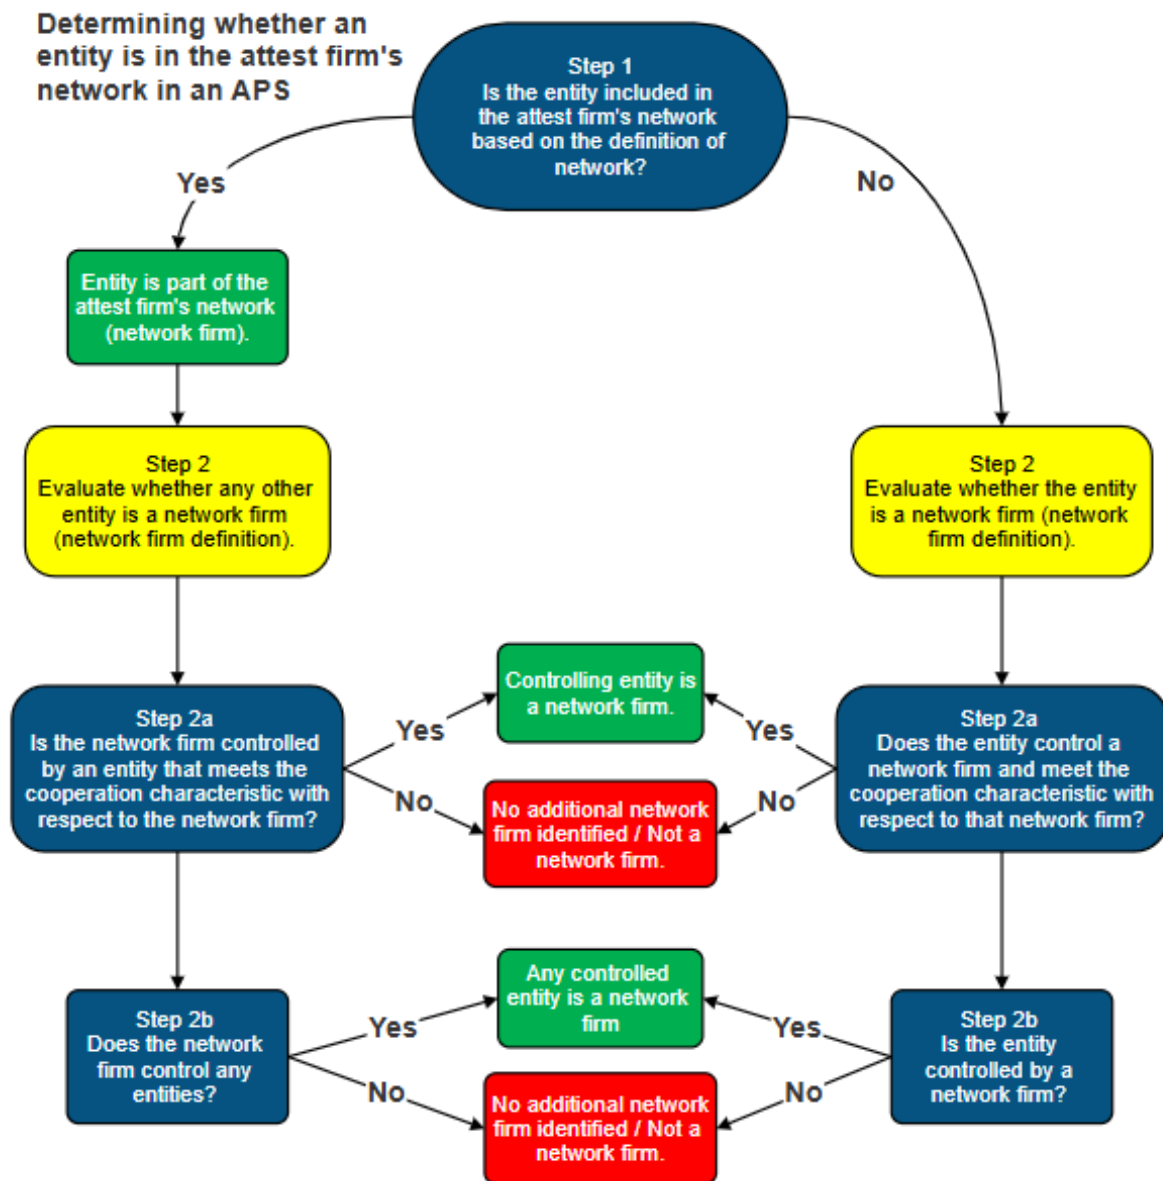 Determining whether an
entity is in the attest firm's
network in an APS
Step 1
Is the entity included in
the attest firm's network
based on the definition of
network?
Yes
No
Entity is part of the
attest firm's network
(network firm).
Step 2
Evaluate whether any other
entity is a network firm
(network firm definition).
Step 2
Evaluate whether the entity
is a network firm (network
firm definition).
Step 2a
Is the network firm controlled
by an entity that meets the
cooperation characteristic with
respect to the network firm?
Yes
No
Controlling entity is
a network firm.
No additional network
firm identified / Not a
network firm.
Yes
No
Step 2a
Does the entity control a
network firm and meet the
cooperation characteristic with
respect to that network firm?
Step 2b
Does the network
firm control any
entities?
Yes
No
Any controlled
entity is a network
firm
No additional network
firm identified / Not a
network firm.
Yes
No
Step 2b
Is the entity
controlled by a
network firm?